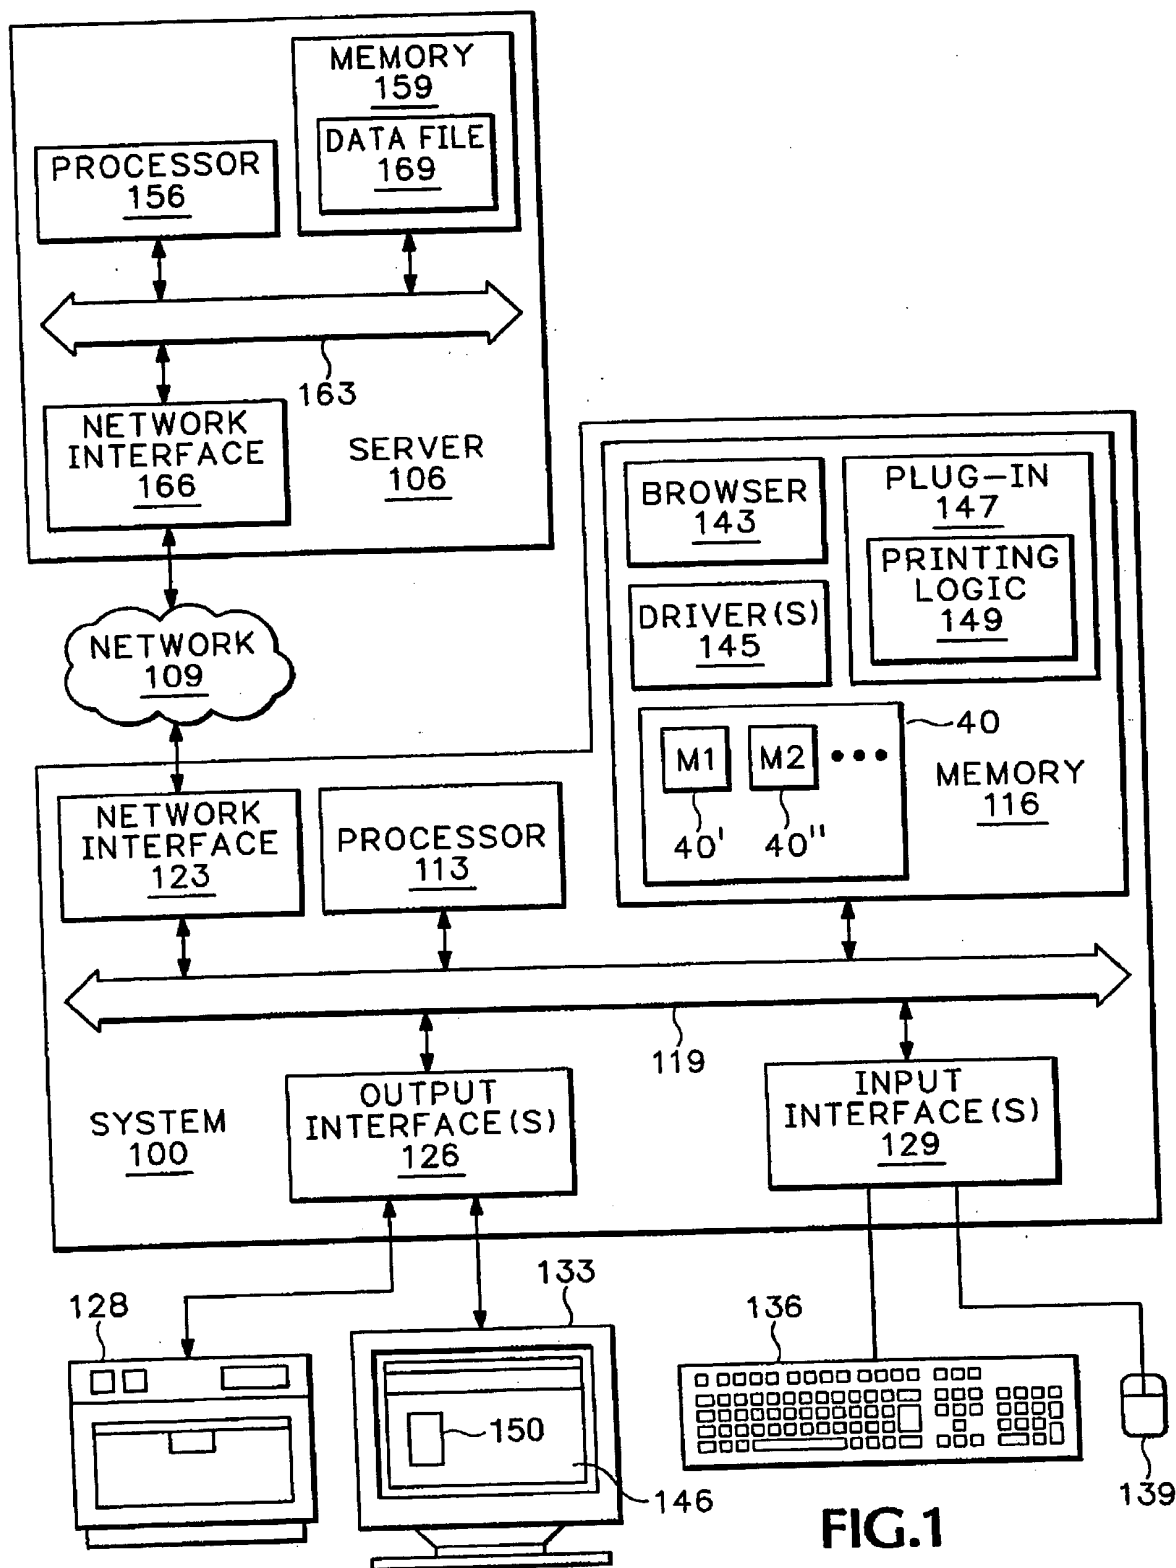 MEMORY
159
DATA FILE
169
PROCESSOR
156
163
NETWORK
INTERFACE
166
SERVER
106
NETWORK
109
BROWSER
143
PLUG-IN
147
PRINTING
LOGIC
149
DRIVER(S)
145
40
M1
M2
40'
40"
MEMORY
116
NETWORK
INTERFACE
123
PROCESSOR
113
119
SYSTEM
100
OUTPUT
INTERFACE(S)
126
INPUT
INTERFACE(S)
129
128
133
136
150
146
139
FIG.1